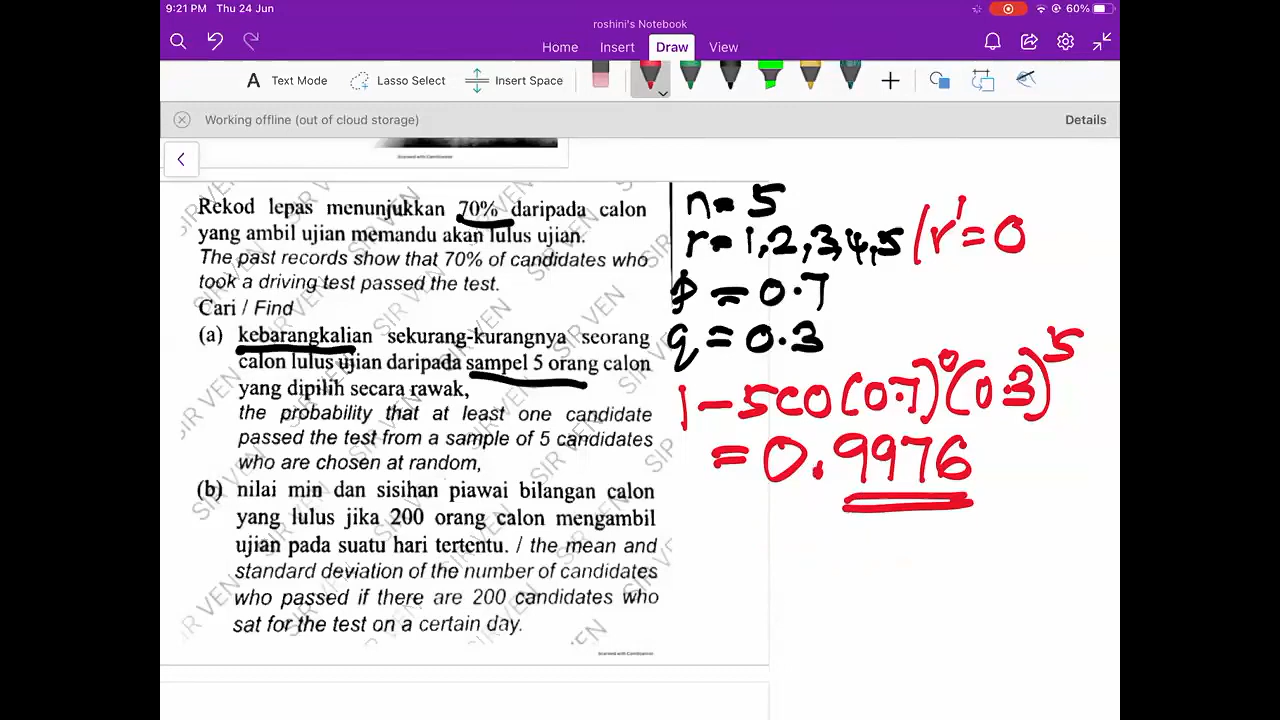 9:21 PM Thu 24 Jun
60%
roshini's Notebook
Home Insert Draw View
Text Mode Lasso Select Insert Space
Working offline (out of cloud storage) Details
Scanned with CamScanner
Rekod lepas menunjukkan 70% daripada calon
yang ambil ujian memandu akan lulus ujian.
The past records show that 70% of candidates who
took a driving test passed the test.
Cari / Find
(a) kebarangkalian sekurang-kurangnya seorang
calon lulus ujian daripada sampel 5 orang calon
yang dipilih secara rawak,
the probability that at least one candidate
passed the test from a sample of 5 candidates
who are chosen at random,
(b) nilai min dan sisihan piawai bilangan calon
yang lulus jika 200 orang calon mengambil
ujian pada suatu hari tertentu. / the mean and
standard deviation of the number of candidates
who passed if there are 200 candidates who
sat for the test on a certain day.
Scanned with CamScanner
SIR VEN
n = 5
r = 1,2,3,4,5 / r' = 0
p = 0.7
q = 0.3
1 - 5C0 (0.7)^0 (0.3)^5
= 0.9976